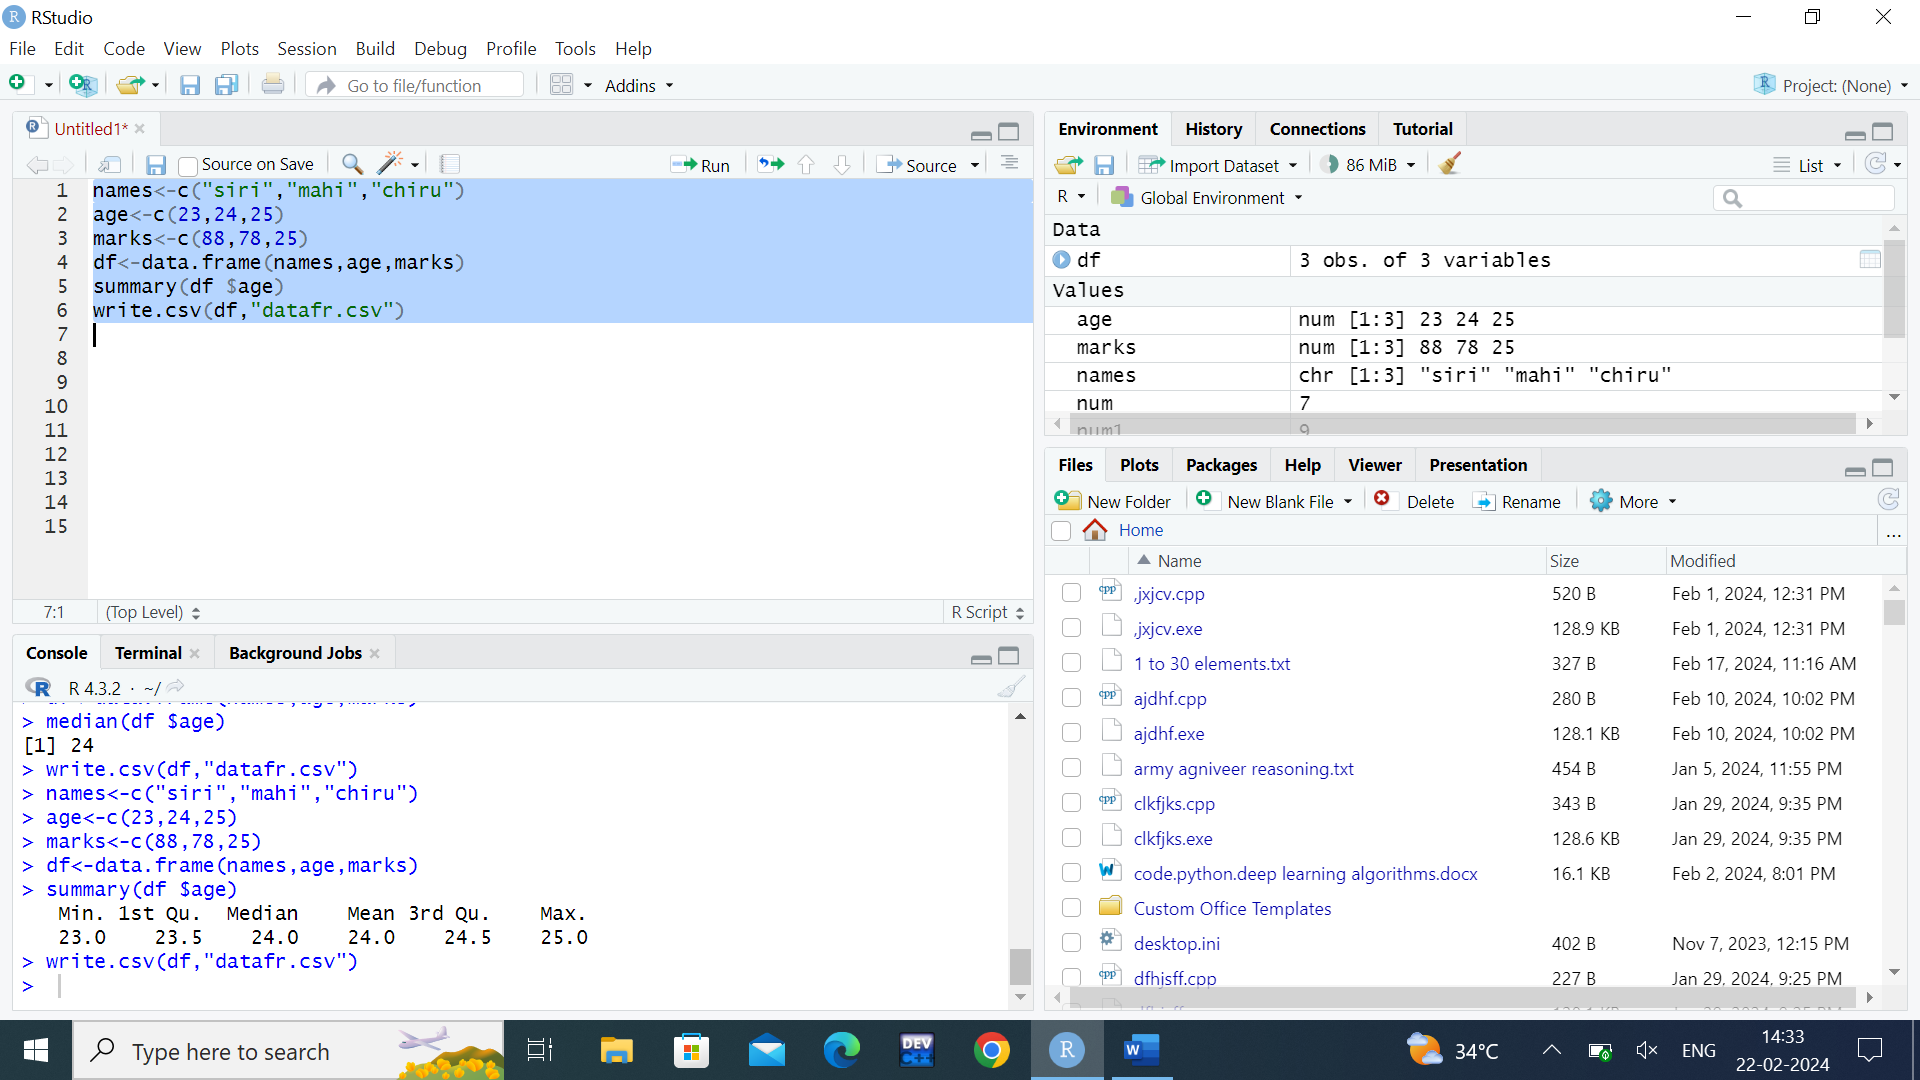 RStudio
File Edit Code View Plots Session Build Debug Profile Tools Help
Go to file/function Addins Project: (None)
Untitled1*
Source on Save Run Source
1 names<-c("siri","mahi","chiru")
2 age<-c(23,24,25)
3 marks<-c(88,78,25)
4 df<-data.frame(names,age,marks)
5 summary(df $age)
6 write.csv(df,"datafr.csv")
7
8
9
10
11
12
13
14
15
7:1 (Top Level) R Script
Console Terminal Background Jobs
R 4.3.2 · ~/
> median(df $age)
[1] 24
> write.csv(df,"datafr.csv")
> names<-c("siri","mahi","chiru")
> age<-c(23,24,25)
> marks<-c(88,78,25)
> df<-data.frame(names,age,marks)
> summary(df $age)
Min. 1st Qu. Median Mean 3rd Qu. Max.
23.0 23.5 24.0 24.0 24.5 25.0
> write.csv(df,"datafr.csv")
>
Environment History Connections Tutorial
Import Dataset 86 MiB List
R Global Environment
Data
df 3 obs. of 3 variables
Values
age num [1:3] 23 24 25
marks num [1:3] 88 78 25
names chr [1:3] "siri" "mahi" "chiru"
num 7
num1 9
Files Plots Packages Help Viewer Presentation
New Folder New Blank File Delete Rename More
Home ...
Name Size Modified
,jxjcv.cpp 520 B Feb 1, 2024, 12:31 PM
,jxjcv.exe 128.9 KB Feb 1, 2024, 12:31 PM
1 to 30 elements.txt 327 B Feb 17, 2024, 11:16 AM
ajdhf.cpp 280 B Feb 10, 2024, 10:02 PM
ajdhf.exe 128.1 KB Feb 10, 2024, 10:02 PM
army agniveer reasoning.txt 454 B Jan 5, 2024, 11:55 PM
clkfjks.cpp 343 B Jan 29, 2024, 9:35 PM
clkfjks.exe 128.6 KB Jan 29, 2024, 9:35 PM
code.python.deep learning algorithms.docx 16.1 KB Feb 2, 2024, 8:01 PM
Custom Office Templates
desktop.ini 402 B Nov 7, 2023, 12:15 PM
dfhjsff.cpp 227 B Jan 29, 2024, 9:25 PM
Type here to search DEV C++ 34°C ENG 14:33
22-02-2024